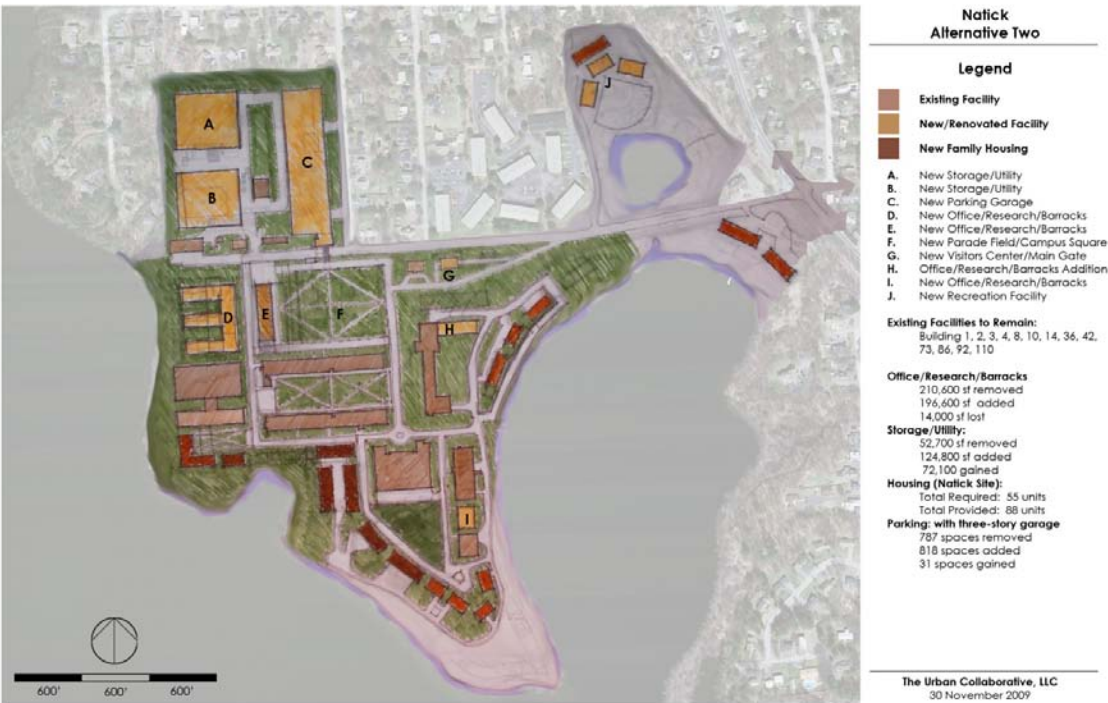 Natick
Alternative Two
Legend
Existing Facility
New/Renovated Facility
New Family Housing
A. New Storage/Utility
B. New Storage/Utility
C. New Parking Garage
D. New Office/Research/Barracks
E. New Office/Research/Barracks
F. New Parade Field/Campus Square
G. New Visitors Center/Main Gate
H. Office/Research/Barracks Addition
I. New Office/Research/Barracks
J. New Recreation Facility
Existing Facilities to Remain:
Building 1, 2, 3, 4, 8, 10, 14, 36, 42,
73, 86, 92, 110
Office/Research/Barracks
210,600 sf removed
196,600 sf added
14,000 sf lost
Storage/Utility:
52,700 sf removed
124,800 sf added
72,100 gained
Housing (Natick Site):
Total Required: 55 units
Total Provided: 88 units
Parking: with three-story garage
787 spaces removed
818 spaces added
31 spaces gained
The Urban Collaborative, LLC
30 November 2009
A
B
C
D
E
F
G
H
I
J
600' 600' 600'